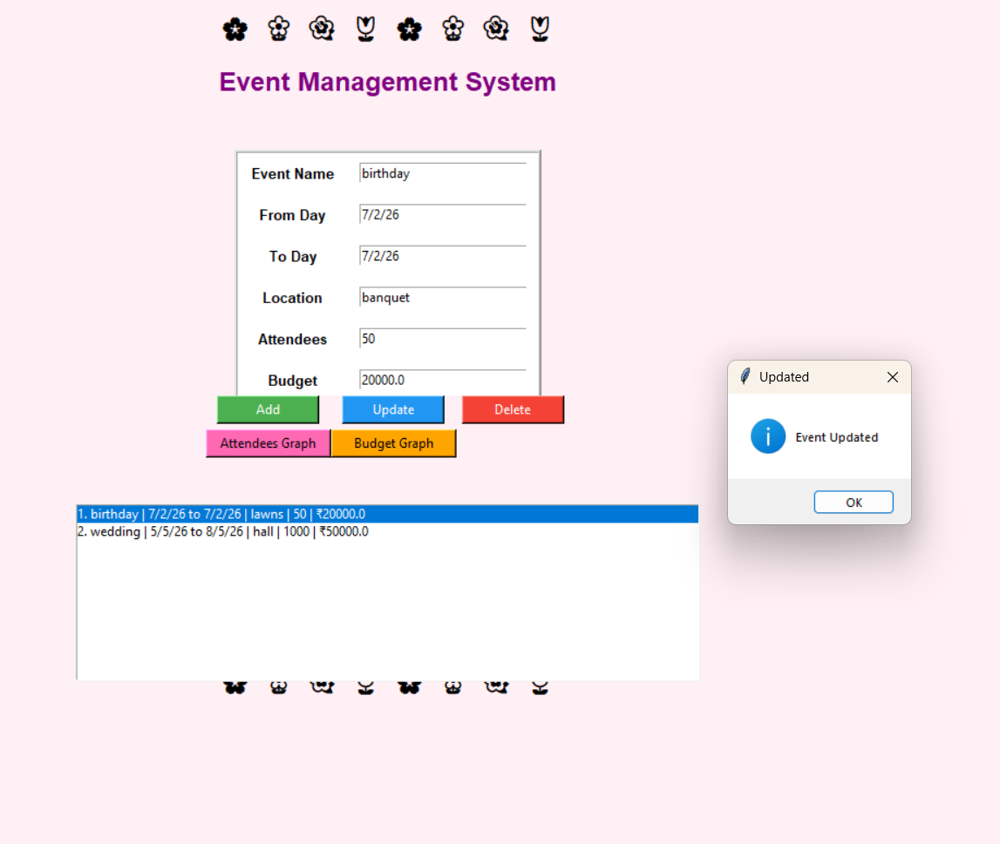 Event Management System
Event Name birthday
From Day 7/2/26
To Day 7/2/26
Location banquet
Attendees 50
Budget 20000.0
Add Update Delete
Attendees Graph Budget Graph
Updated
Event Updated
OK
1. birthday | 7/2/26 to 7/2/26 | lawns | 50 | ₹20000.0
2. wedding | 5/5/26 to 8/5/26 | hall | 1000 | ₹50000.0